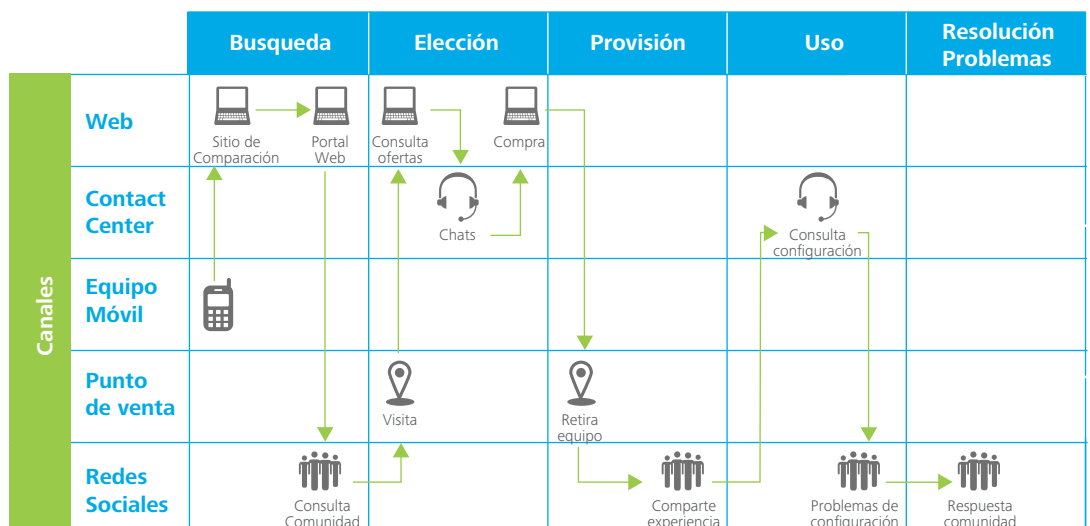 Busqueda
Elección
Provisión
Uso
Resolución
Problemas
Canales
Web
Sitio de
Comparación
Portal
Web
Consulta
ofertas
Compra
Contact
Center
Chats
Consulta
configuración
Equipo
Móvil
Punto
de venta
Visita
Retira
equipo
Redes
Sociales
Consulta
Comunidad
Comparte
experiencia
Problemas de
configuración
Respuesta
comunidad